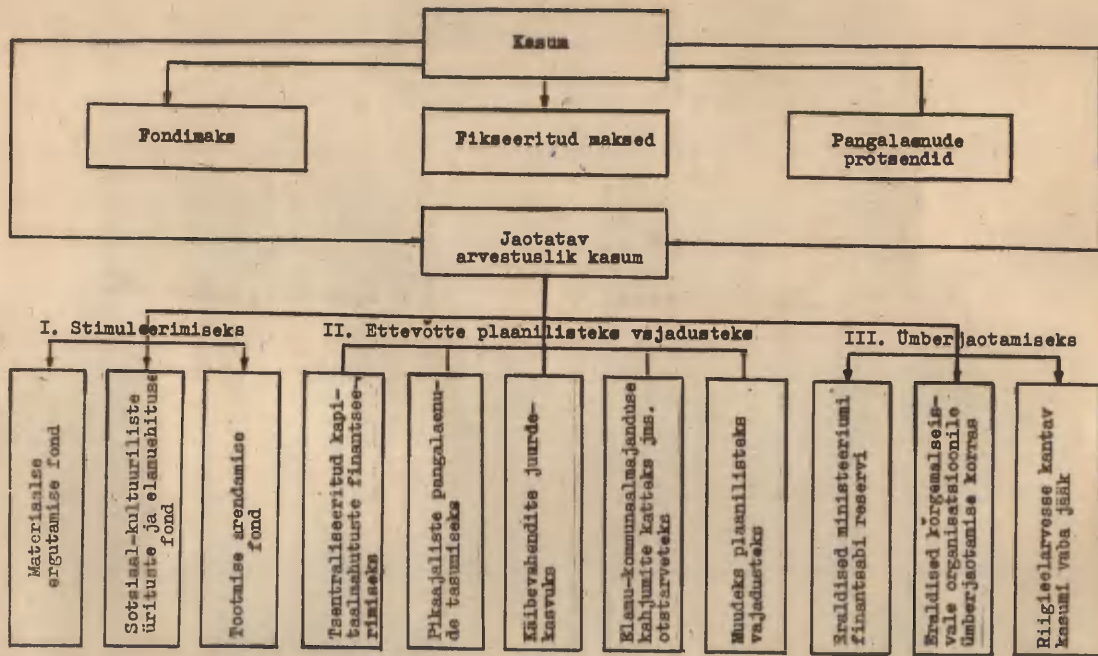 Kasum
Fondimaks
Fikseeritud maksed
Pangalaenude
protsendid
Jaotatav
arvestuslik kasum
I. Stimuleerimiseks
II. Ettevõtte plaanilisteks vajadusteks
III. Ümberjaotamiseks
Materiaalse
ergutamise fond
Sotsiaal-kultuuriliste
ürituste ja elamuehituse
fond
Tootmise arendamise
fond
Tsentraliseeritud kapi-
taalmahutuste finantsee-
rimiseks
Pikaajaliste pangalaenu-
de tasumiseks
Käibevahendite juurde-
kasvuks
Elamu-kommunaalmajanduse
kahjumite katteks jms.
otstarveteks
Muudeks plaanilisteks
vajadusteks
Eraldised ministeeriumi
finantsabi reservi
Eraldised kõrgemalseis-
vale organisatsioonile
ümberjaotamise korras
Riigieelarvesse kantav
kasumi vaba jääk